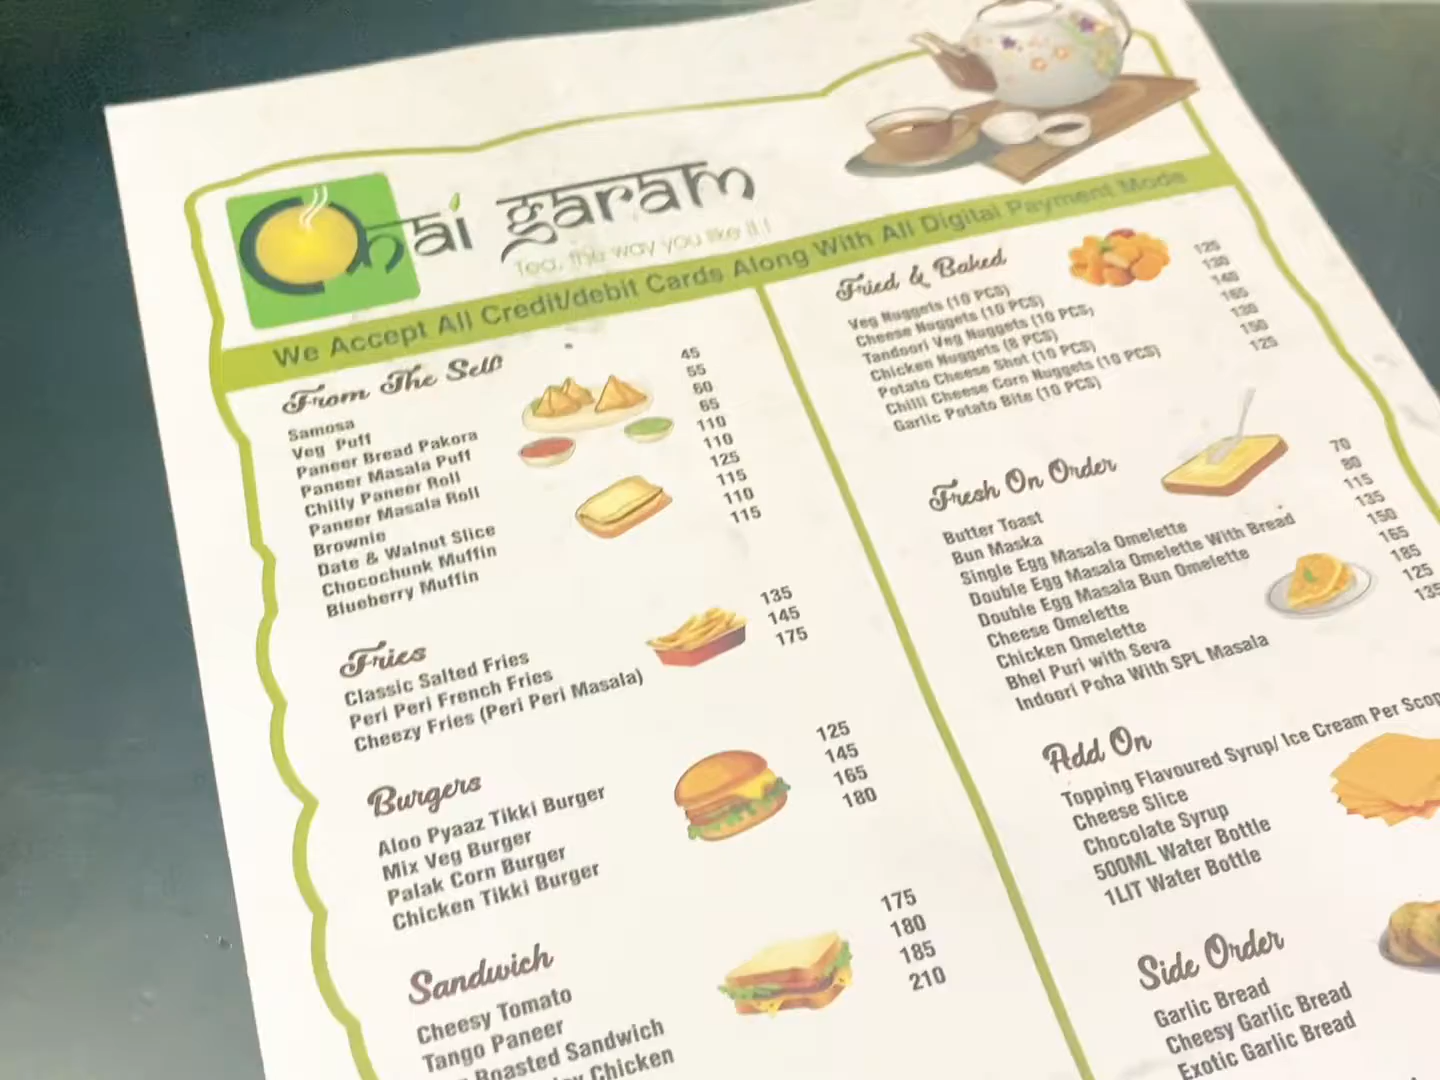 Chai garam
Tea, the way you like it !
We Accept All Credit/debit Cards Along With All Digital Payment Mode
From The Self
Samosa 45
Veg Puff 55
Paneer Bread Pakora 60
Paneer Masala Puff 65
Chilly Paneer Roll 110
Paneer Masala Roll 110
Brownie 125
Date & Walnut Slice 115
Chocochunk Muffin 110
Blueberry Muffin 115
Fries
Classic Salted Fries 135
Peri Peri French Fries 145
Cheezy Fries (Peri Peri Masala) 175
Burgers
Aloo Pyaaz Tikki Burger 125
Mix Veg Burger 145
Palak Corn Burger 165
Chicken Tikki Burger 180
Sandwich
Cheesy Tomato 175
Tango Paneer 180
Roasted Sandwich 185
Chicken 210
Fried & Baked
Veg Nuggets (10 PCS) 125
Cheese Nuggets (10 PCS) 130
Tandoori Veg Nuggets (10 PCS) 140
Chicken Nuggets (8 PCS) 165
Potato Cheese Shot (10 PCS) 130
Chilli Cheese Corn Nuggets (10 PCS) 150
Garlic Potato Bite (10 PCS) 125
Fresh On Order
Butter Toast 70
Bun Maska 80
Single Egg Masala Omelette 115
Double Egg Masala Omelette With Bread 135
Double Egg Masala Bun Omelette 150
Cheese Omelette 165
Chicken Omelette 185
Bhel Puri with Seva 125
Indoori Poha With SPL Masala 135
Add On
Topping Flavoured Syrup/ Ice Cream Per Scop
Cheese Slice
Chocolate Syrup
500ML Water Bottle
1LIT Water Bottle
Side Order
Garlic Bread
Cheesy Garlic Bread
Exotic Garlic Bread